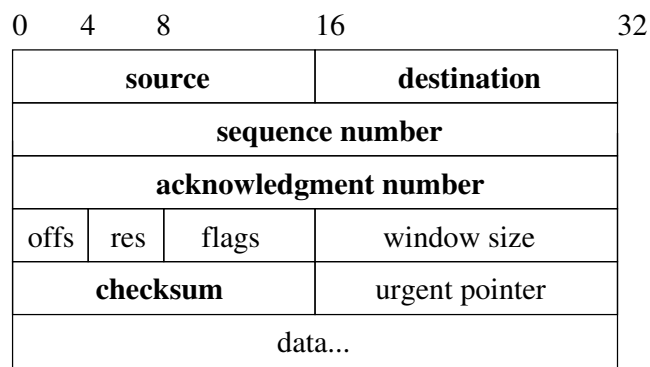 0 4 8 16 32
source destination
sequence number
acknowledgment number
offs res flags window size
checksum urgent pointer
data...